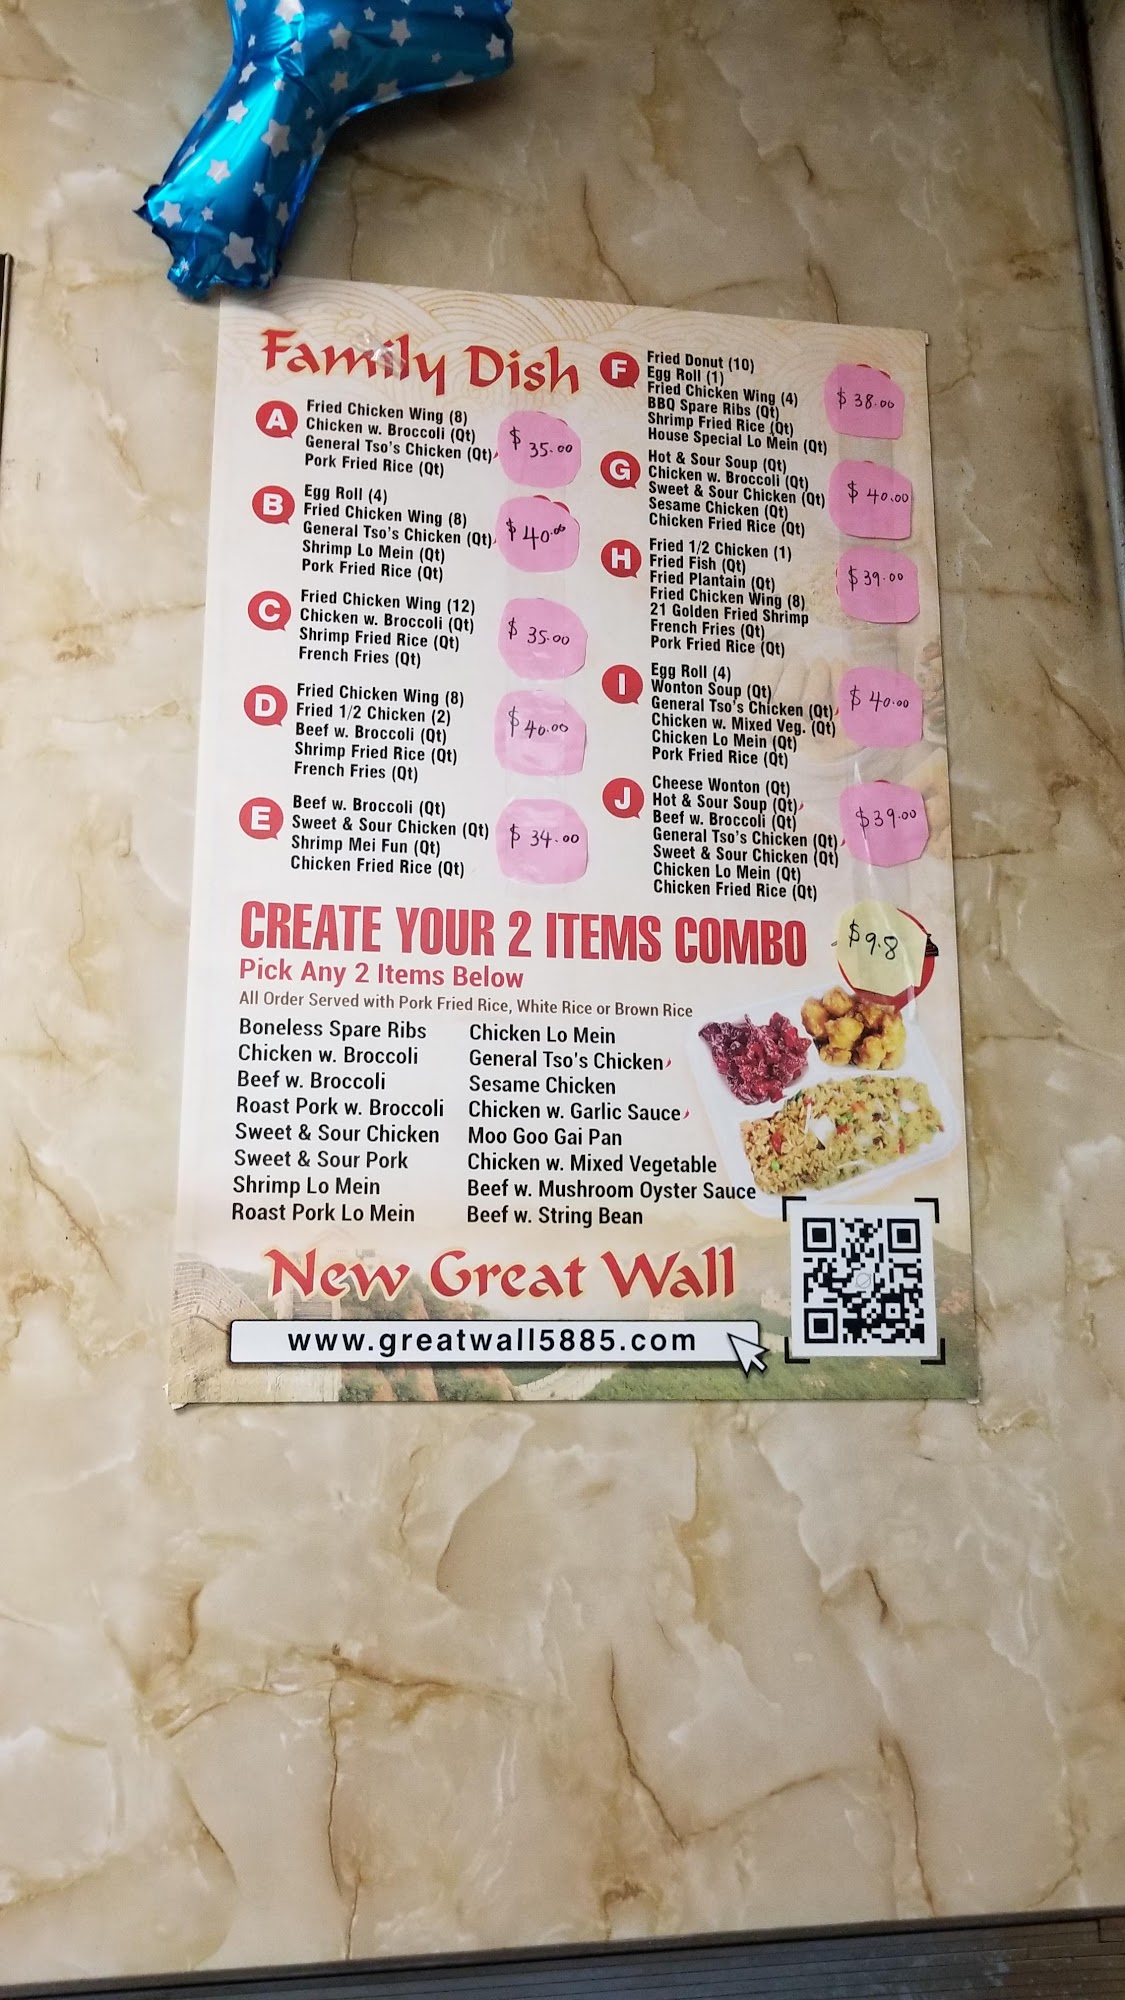 Family Dish
A
Fried Chicken Wing (8)
Chicken w. Broccoli (Qt)
General Tso's Chicken (Qt)
Pork Fried Rice (Qt)
$35.00
B
Egg Roll (4)
Fried Chicken Wing (8)
General Tso's Chicken (Qt)
Shrimp Lo Mein (Qt)
Pork Fried Rice (Qt)
$40.00
C
Fried Chicken Wing (12)
Chicken w. Broccoli (Qt)
Shrimp Fried Rice (Qt)
French Fries (Qt)
$35.00
D
Fried Chicken Wing (8)
Fried 1/2 Chicken (2)
Beef w. Broccoli (Qt)
Shrimp Fried Rice (Qt)
French Fries (Qt)
$40.00
E
Beef w. Broccoli (Qt)
Sweet & Sour Chicken (Qt)
Shrimp Mei Fun (Qt)
Chicken Fried Rice (Qt)
$34.00
F
Fried Donut (10)
Egg Roll (1)
Fried Chicken Wing (4)
BBQ Spare Ribs (Qt)
Shrimp Fried Rice (Qt)
House Special Lo Mein (Qt)
$38.00
G
Hot & Sour Soup (Qt)
Chicken w. Broccoli (Qt)
Sweet & Sour Chicken (Qt)
Sesame Chicken (Qt)
Chicken Fried Rice (Qt)
$40.00
H
Fried 1/2 Chicken (1)
Fried Fish (Qt)
Fried Plantain (Qt)
Fried Chicken Wing (8)
21 Golden Fried Shrimp
French Fries (Qt)
Pork Fried Rice (Qt)
$39.00
I
Egg Roll (4)
Wonton Soup (Qt)
General Tso's Chicken (Qt)
Chicken w. Mixed Veg. (Qt)
Chicken Lo Mein (Qt)
Pork Fried Rice (Qt)
$40.00
J
Cheese Wonton (Qt)
Hot & Sour Soup (Qt)
Beef w. Broccoli (Qt)
General Tso's Chicken (Qt)
Sweet & Sour Chicken (Qt)
Chicken Lo Mein (Qt)
Chicken Fried Rice (Qt)
$39.00
CREATE YOUR 2 ITEMS COMBO
$9.8
Pick Any 2 Items Below
All Order Served with Pork Fried Rice, White Rice or Brown Rice
Boneless Spare Ribs
Chicken w. Broccoli
Beef w. Broccoli
Roast Pork w. Broccoli
Sweet & Sour Chicken
Sweet & Sour Pork
Shrimp Lo Mein
Roast Pork Lo Mein
Chicken Lo Mein
General Tso's Chicken
Sesame Chicken
Chicken w. Garlic Sauce
Moo Goo Gai Pan
Chicken w. Mixed Vegetable
Beef w. Mushroom Oyster Sauce
Beef w. String Bean
New Great Wall
www.greatwall5885.com